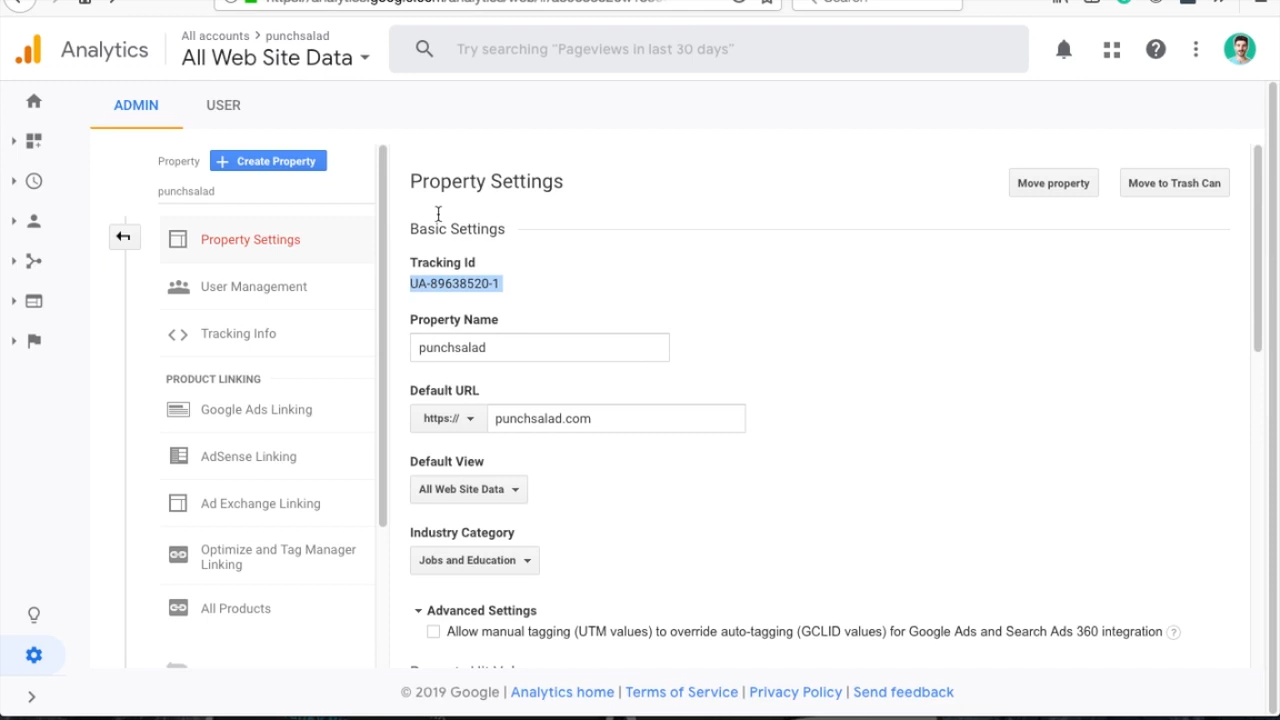 Analytics
All accounts > punchsalad
All Web Site Data
Try searching "Pageviews in last 30 days"
ADMIN
USER
Property
Create Property
punchsalad
Property Settings
User Management
Tracking Info
PRODUCT LINKING
Google Ads Linking
AdSense Linking
Ad Exchange Linking
Optimize and Tag Manager
Linking
All Products
Property Settings
Move property
Move to Trash Can
Basic Settings
Tracking Id
UA-89638520-1
Property Name
punchsalad
Default URL
https://
punchsalad.com
Default View
All Web Site Data
Industry Category
Jobs and Education
Advanced Settings
Allow manual tagging (UTM values) to override auto-tagging (GCLID values) for Google Ads and Search Ads 360 integration ?
© 2019 Google | Analytics home | Terms of Service | Privacy Policy | Send feedback